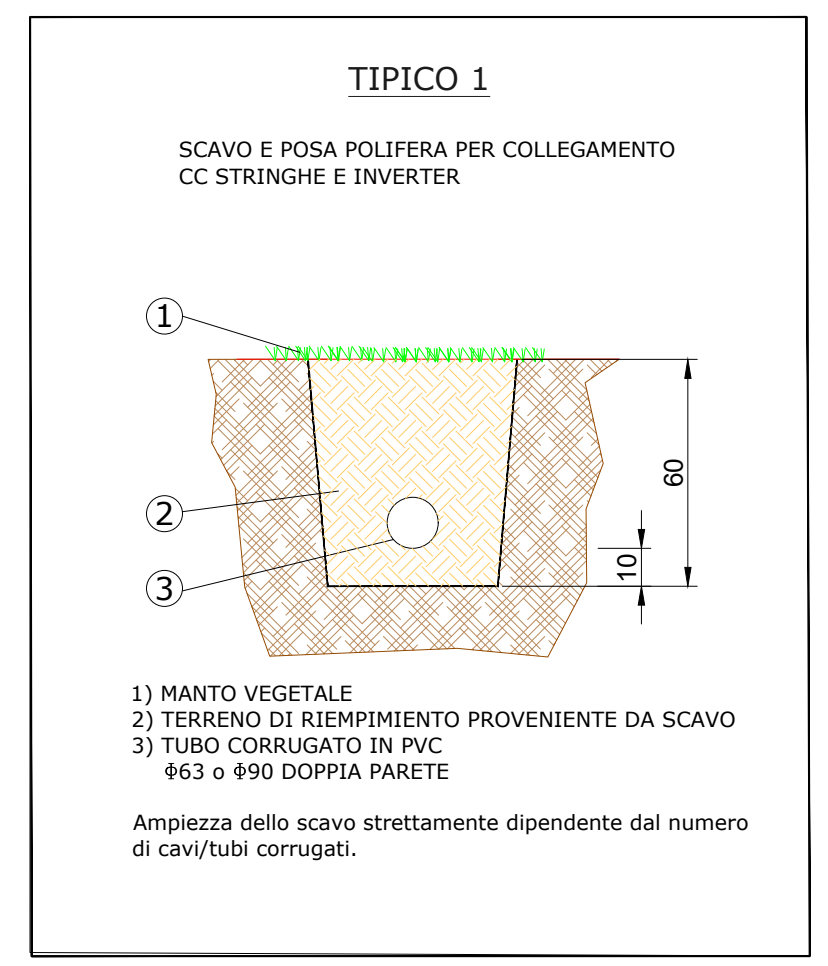 TIPICO 1
SCAVO E POSA POLIFERA PER COLLEGAMENTO
CC STRINGHE E INVERTER
1
2
3
60
10
1) MANTO VEGETALE
2) TERRENO DI RIEMPIMIENTO PROVENIENTE DA SCAVO
3) TUBO CORRUGATO IN PVC
Φ63 o Φ90 DOPPIA PARETE
Ampiezza dello scavo strettamente dipendente dal numero
di cavi/tubi corrugati.